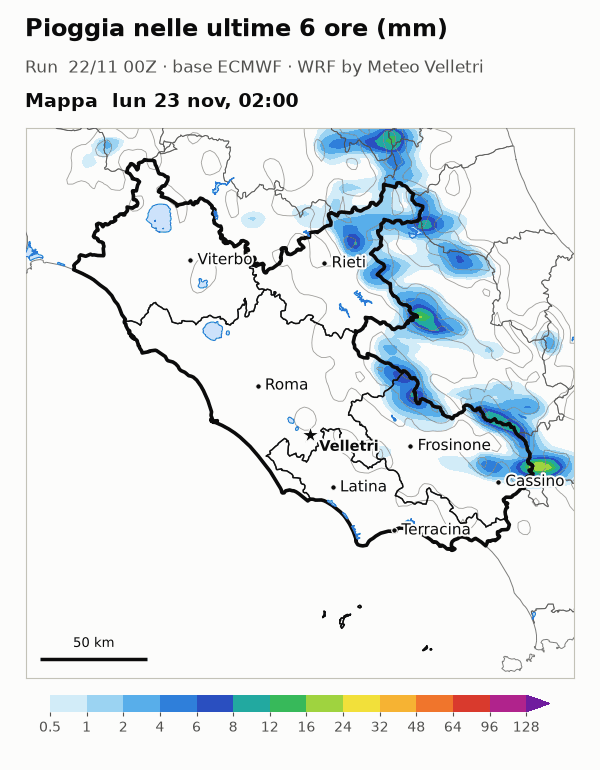 Pioggia nelle ultime 6 ore (mm)
Run  22/11 00Z · base ECMWF · WRF by Meteo Velletri
Mappa  lun 23 nov, 02:00
Viterbo
Rieti
Roma
Velletri
Frosinone
Latina
Cassino
Terracina
50 km
0.5 1 2 4 6 8 12 16 24 32 48 64 96 128